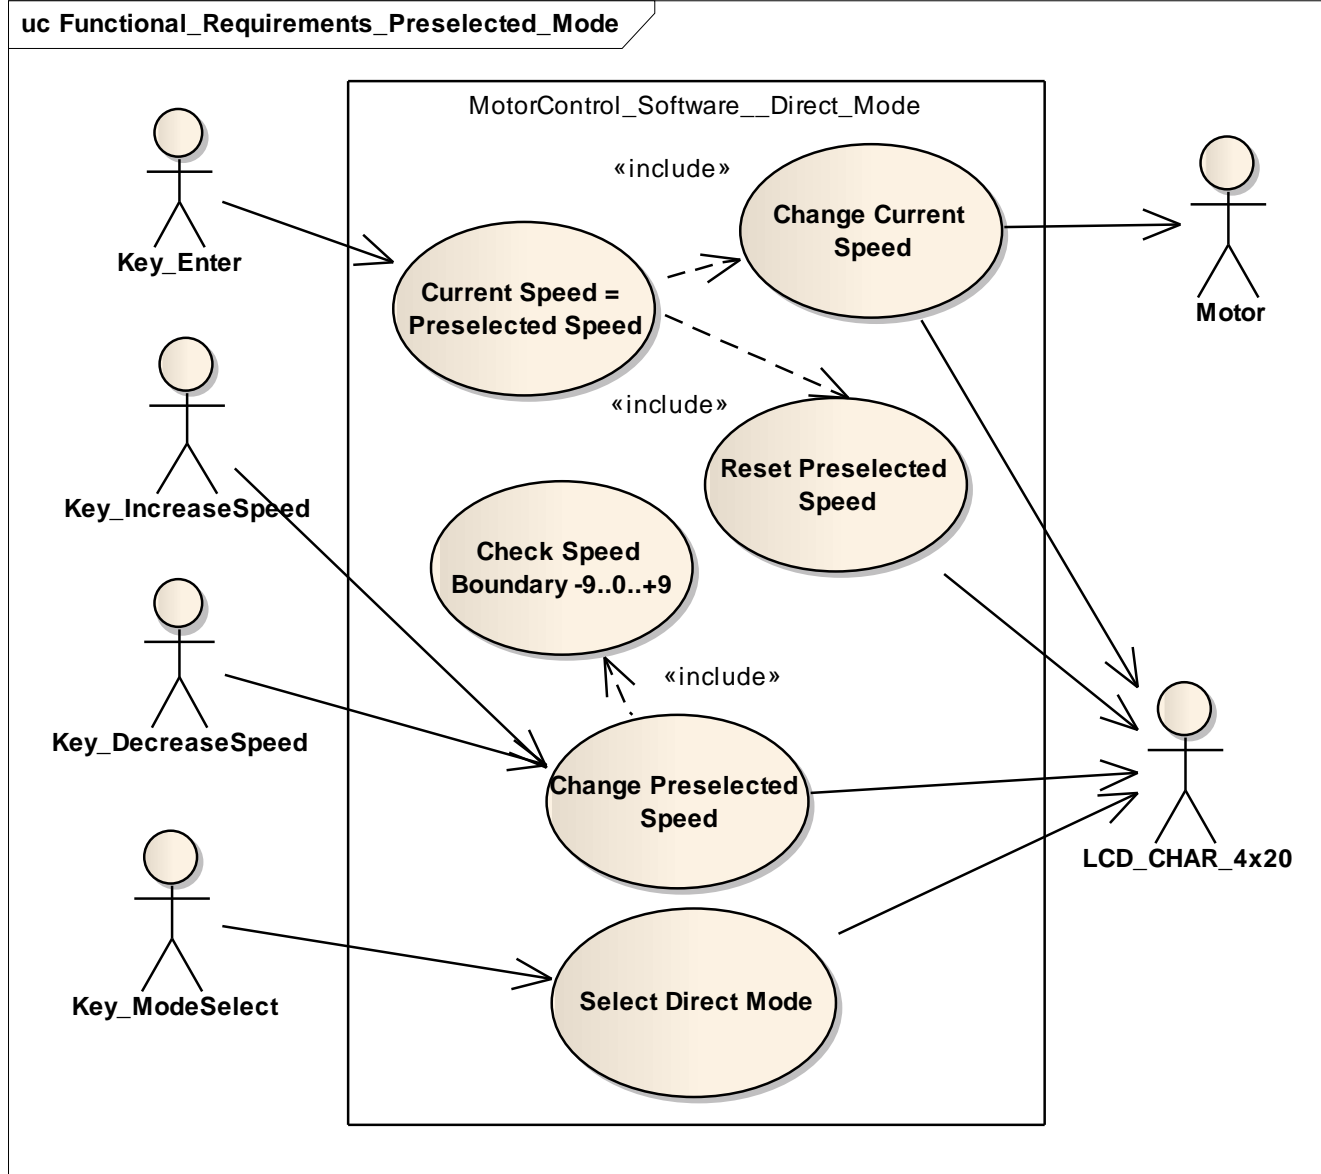 uc Functional_Requirements_Preselected_Mode
MotorControl_Software__Direct_Mode
Key_Enter
«include»
Change Current
Speed
Motor
Current Speed =
Preselected Speed
«include»
Key_IncreaseSpeed
Reset Preselected
Speed
Check Speed
Boundary -9..0..+9
«include»
Key_DecreaseSpeed
Change Preselected
Speed
LCD_CHAR_4x20
Key_ModeSelect
Select Direct Mode